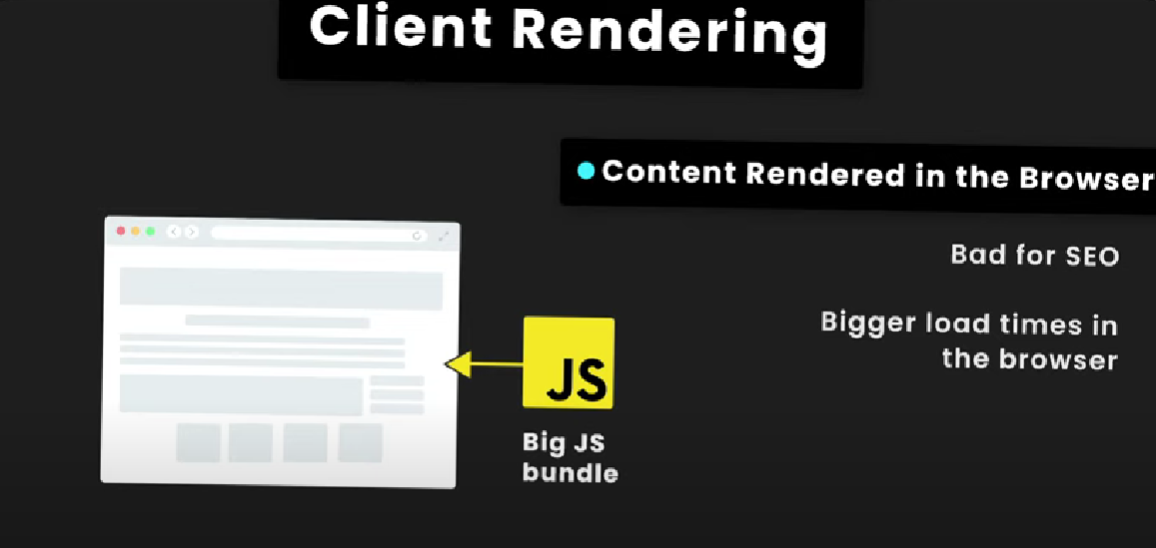 Client Rendering
Content Rendered in the Browser
Bad for SEO
Bigger load times in
the browser
JS
Big JS
bundle